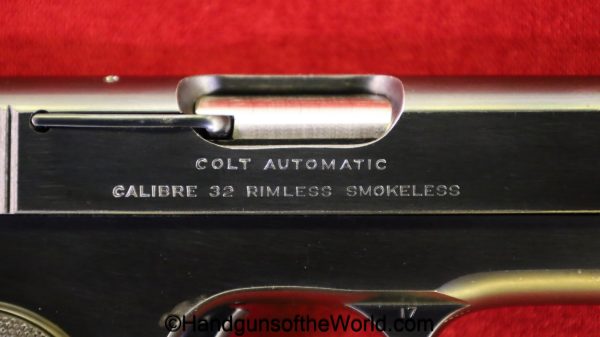 COLT AUTOMATIC
CALIBRE 32 RIMLESS SMOKELESS
17
©HandgunsoftheWorld.com